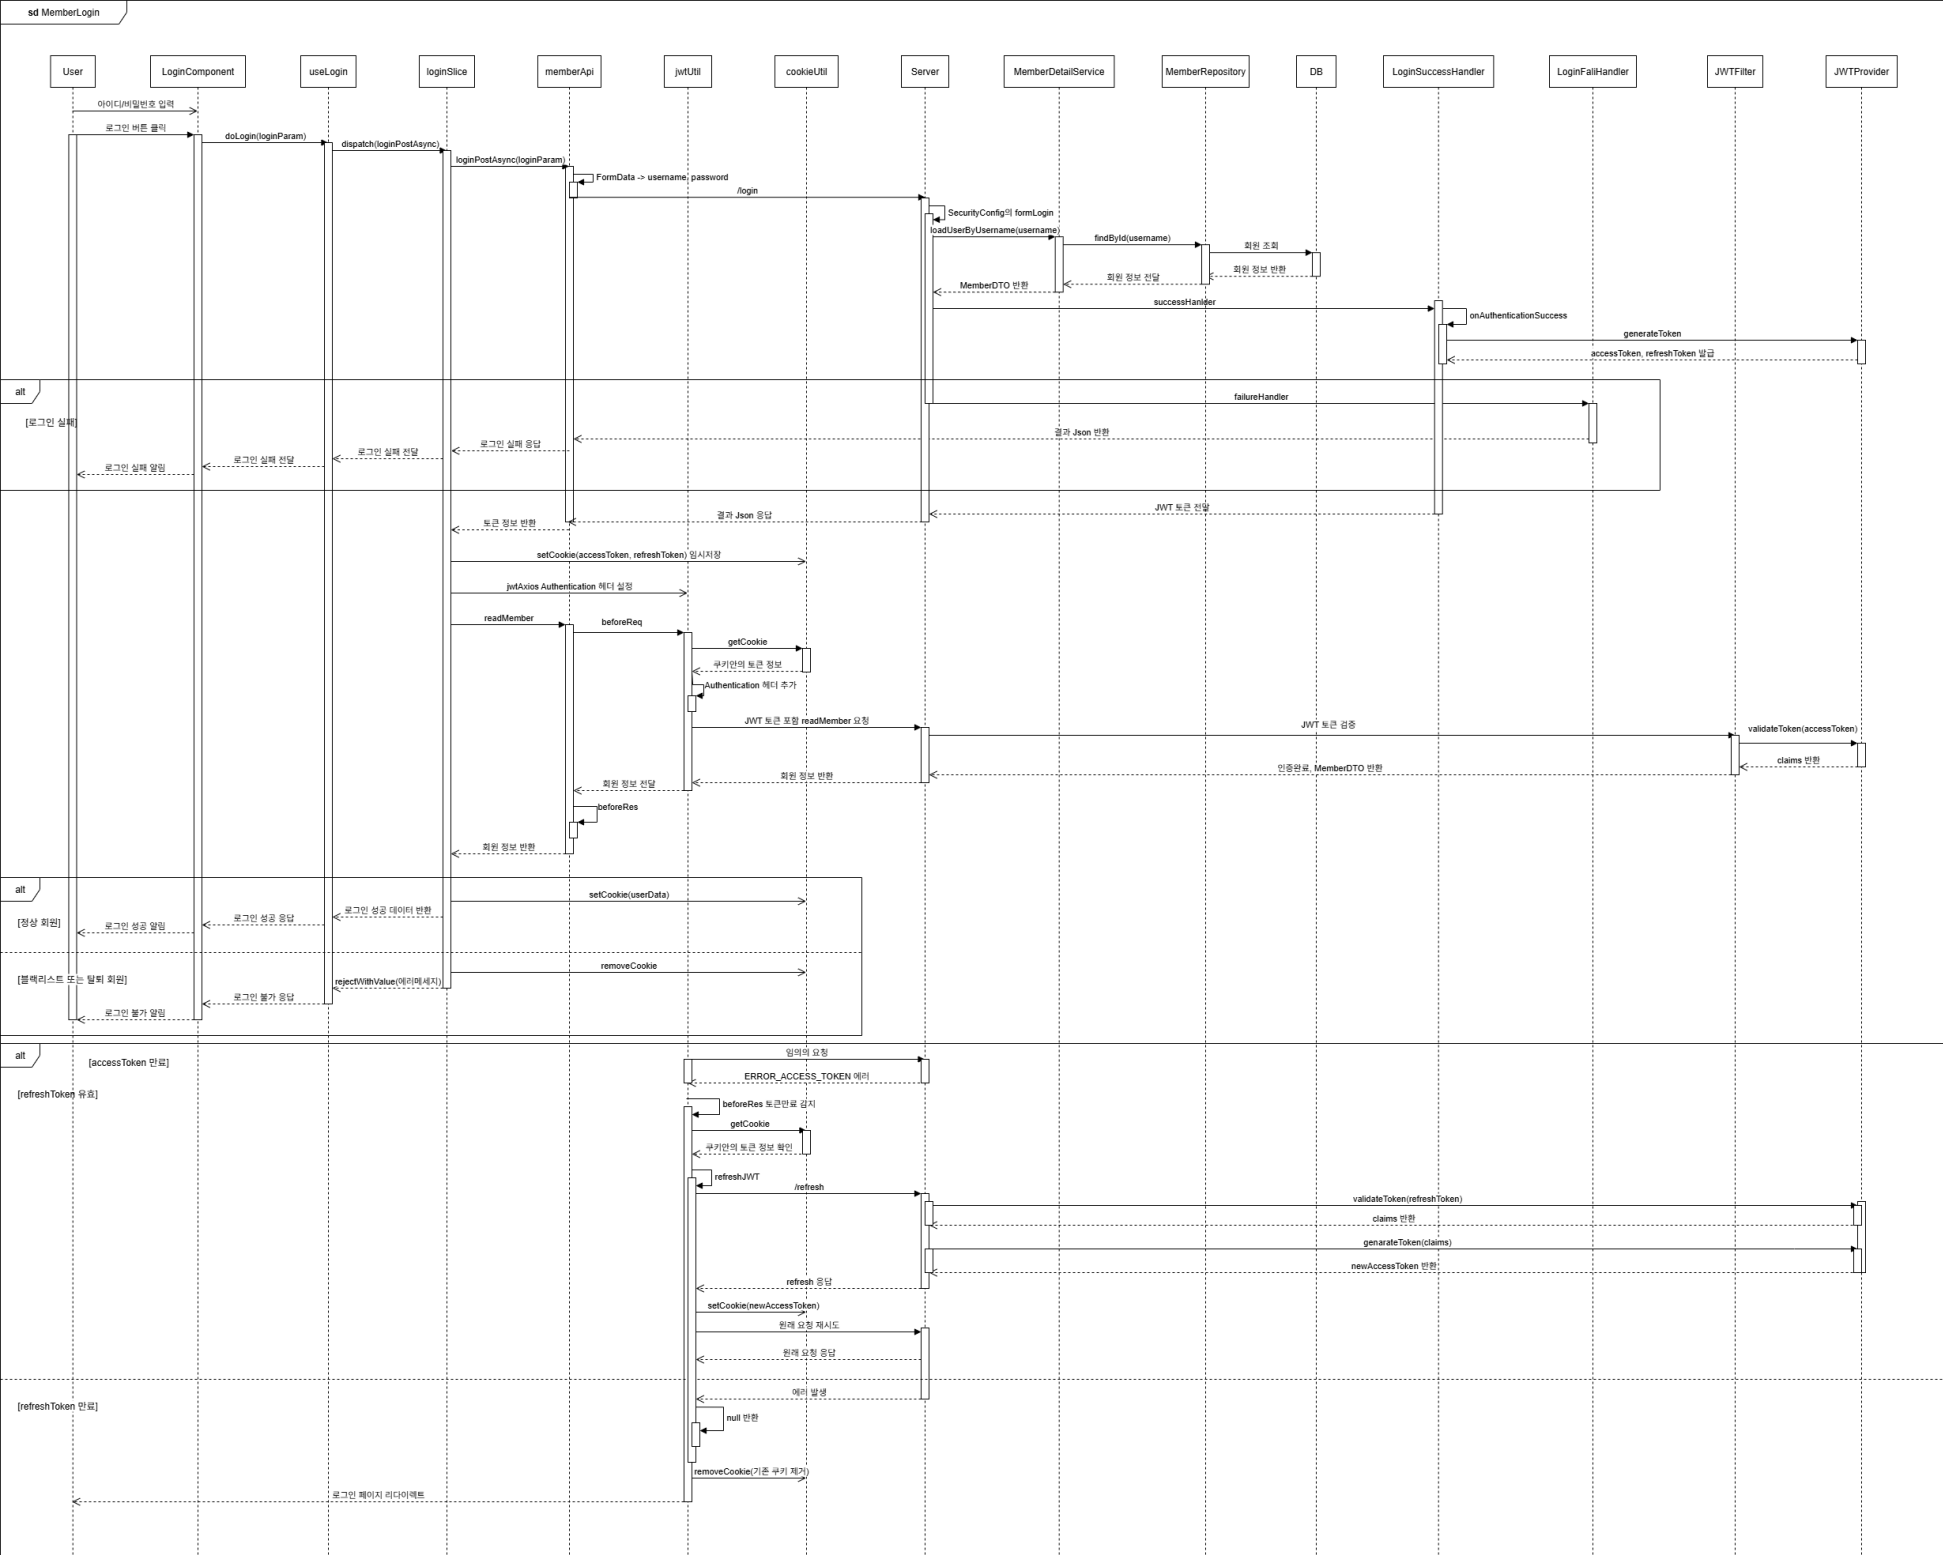 sd MemberLogin
User
LoginComponent
useLogin
loginSlice
memberApi
jwtUtil
cookieUtil
Server
MemberDetailService
MemberRepository
DB
LoginSuccessHandler
LoginFaliHandler
JWTFilter
JWTProvider
아이디/비밀번호 입력
로그인 버튼 클릭
doLogin(loginParam)
dispatch(loginPostAsync)
loginPostAsync(loginParam)
FormData -> username, password
/login
SecurityConfig의 formLogin
loadUserByUsername(username)
findById(username)
회원 조회
회원 정보 반환
회원 정보 전달
MemberDTO 반환
successHanlder
onAuthenticationSuccess
generateToken
accessToken, refreshToken 발급
alt
failureHandler
[로그인 실패]
결과 Json 반환
로그인 실패 응답
로그인 실패 전달
로그인 실패 전달
로그인 실패 알림
JWT 토큰 전달
결과 Json 응답
토큰 정보 반환
setCookie(accessToken, refreshToken) 임시저장
jwtAxios Authentication 헤더 설정
readMember
beforeReq
getCookie
쿠키안의 토큰 정보
Authentication 헤더 추가
JWT 토큰 포함 readMember 요청
JWT 토큰 검증
validateToken(accessToken)
claims 반환
인증완료, MemberDTO 반환
회원 정보 반환
회원 정보 전달
beforeRes
회원 정보 반환
alt
setCookie(userData)
로그인 성공 데이터 반환
로그인 성공 응답
[정상 회원]
로그인 성공 알림
removeCookie
[블랙리스트 또는 탈퇴 회원]
rejectWithValue(에러메세지)
로그인 불가 응답
로그인 불가 알림
alt
[accessToken 만료]
임의의 요청
ERROR_ACCESS_TOKEN 에러
[refreshToken 유효]
beforeRes 토큰만료 감지
getCookie
쿠키안의 토큰 정보 확인
refreshJWT
/refresh
validateToken(refreshToken)
claims 반환
genarateToken(claims)
newAccessToken 반환
refresh 응답
setCookie(newAccessToken)
원래 요청 재시도
원래 요청 응답
에러 발생
[refreshToken 만료]
null 반환
removeCookie(기존 쿠키 제거)
로그인 페이지 리다이렉트